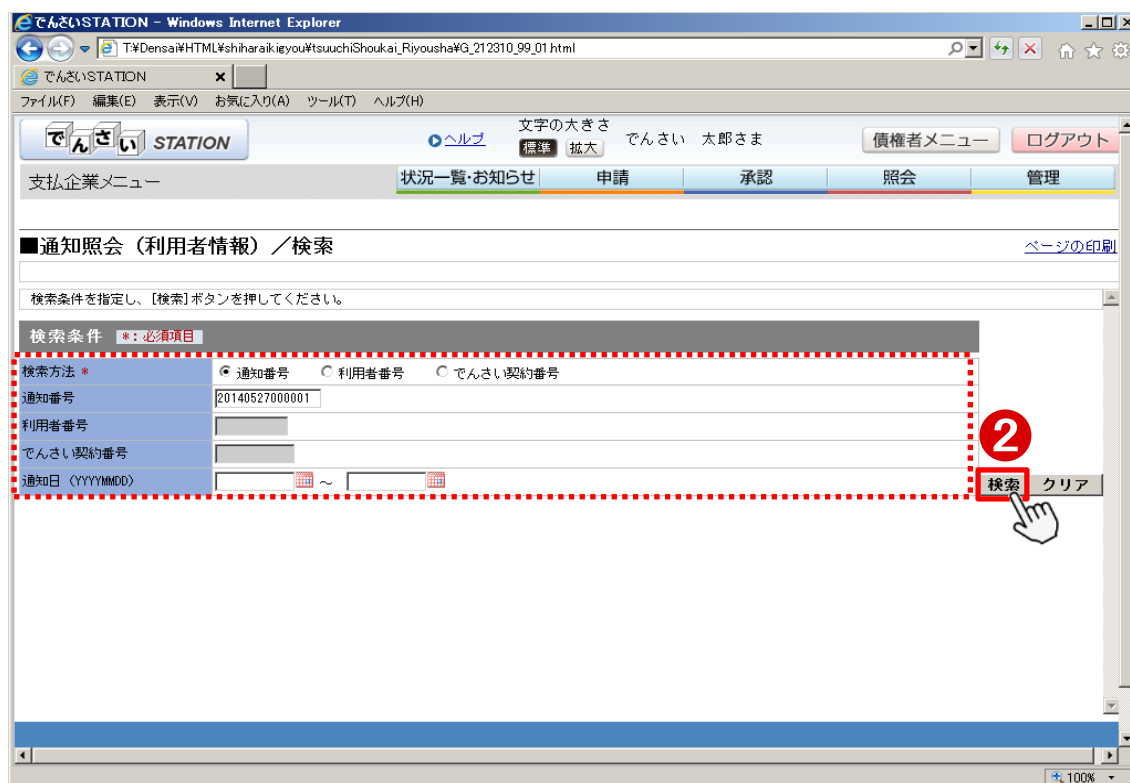 でんさいSTATION - Windows Internet Explorer
T:¥Densai¥HTML¥shiharaikigyou¥tsuuchiShoukai_Riyousha¥G_212310_99_01.html
でんさいSTATION
ファイル(F) 編集(E) 表示(V) お気に入り(A) ツール(T) ヘルプ(H)
でんさい STATION
ヘルプ
文字の大きさ
標準 拡大
でんさい 太郎さま
債権者メニュー
ログアウト
支払企業メニュー
状況一覧・お知らせ 申請 承認 照会 管理
■通知照会(利用者情報)/検索
ページの印刷
検索条件を指定し、[検索]ボタンを押してください。
検索条件 *:必須項目
検索方法 * 通知番号 利用者番号 でんさい契約番号
通知番号 20140527000001
利用者番号
でんさい契約番号
通知日 (YYYYMMDD) ~
2
検索 クリア
100%